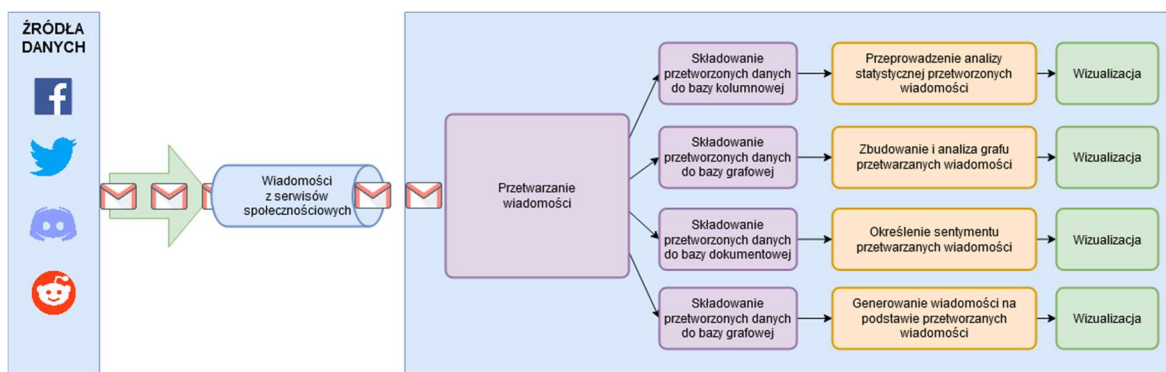 ŹRÓDŁA
DANYCH
Wiadomości
z serwisów
społecznościowych
Przetwarzanie
wiadomości
Składowanie
przetworzonych danych
do bazy kolumnowej
Przeprowadzenie analizy
statystycznej przetworzonych
wiadomości
Wizualizacja
Składowanie
przetworzonych danych
do bazy grafowej
Zbudowanie i analiza grafu
przetwarzanych wiadomości
Wizualizacja
Składowanie
przetworzonych danych
do bazy dokumentowej
Określenie sentymentu
przetwarzanych wiadomości
Wizualizacja
Składowanie
przetworzonych danych
do bazy grafowej
Generowanie wiadomości na
podstawie przetworzanych
wiadomości
Wizualizacja